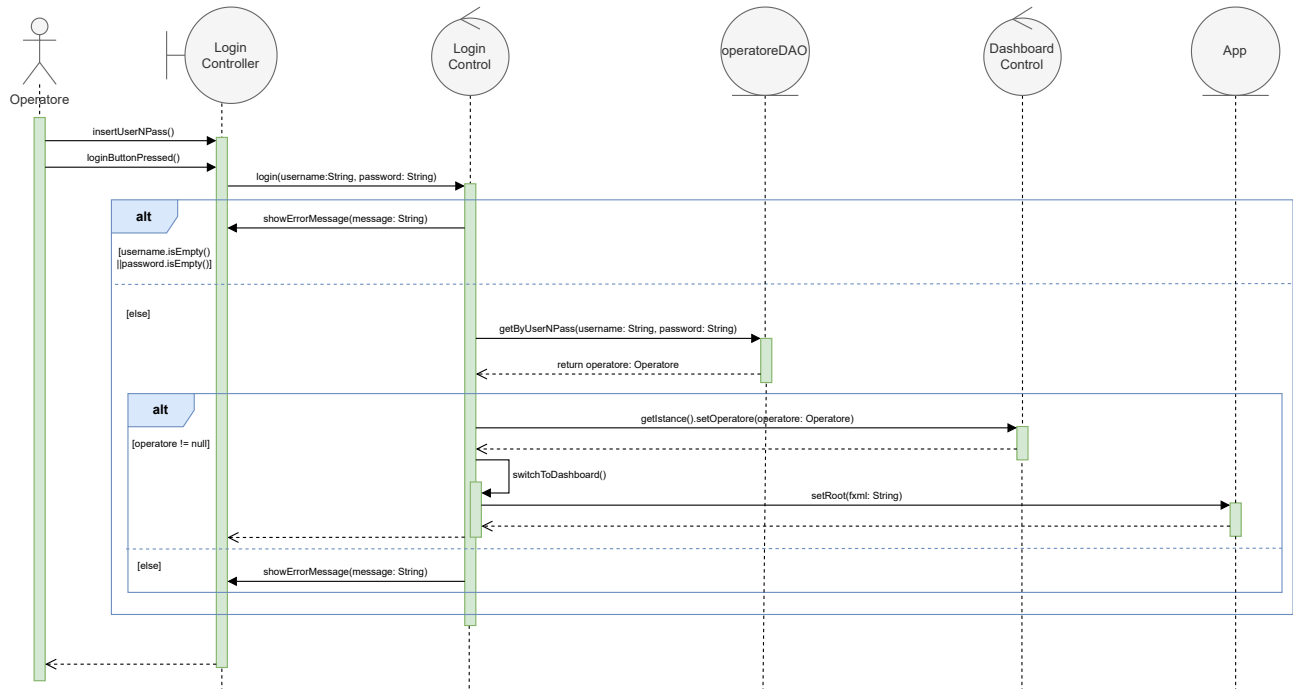 Login
Controller
Login
Control
operatoreDAO
Dashboard
Control
App
Operatore
insertUserNPass()
loginButtonPressed()
login(username:String, password: String)
alt
showErrorMessage(message: String)
[username.isEmpty()
||password.isEmpty()]
[else]
getByUserNPass(username: String, password: String)
return operatore: Operatore
alt
getIstance().setOperatore(operatore: Operatore)
[operatore != null]
switchToDashboard()
setRoot(fxml: String)
[else]
showErrorMessage(message: String)